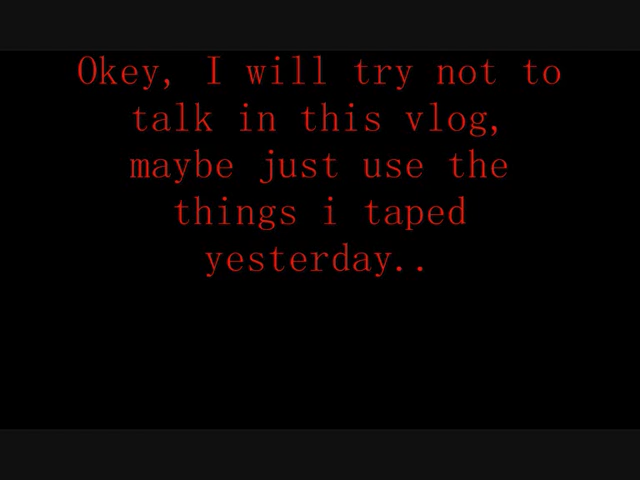 Okey, I will try not to
talk in this vlog,
maybe just use the
things i taped
yesterday..